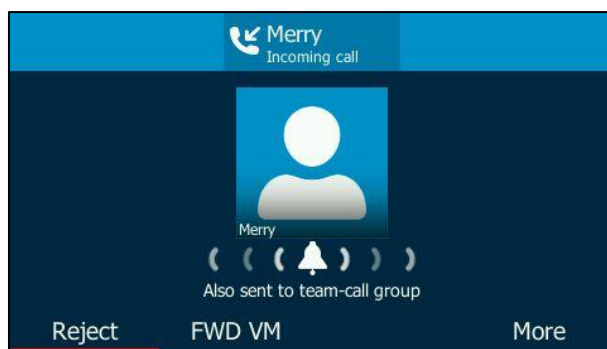 Merry
Incoming call
Merry
Also sent to team-call group
Reject FWD VM More